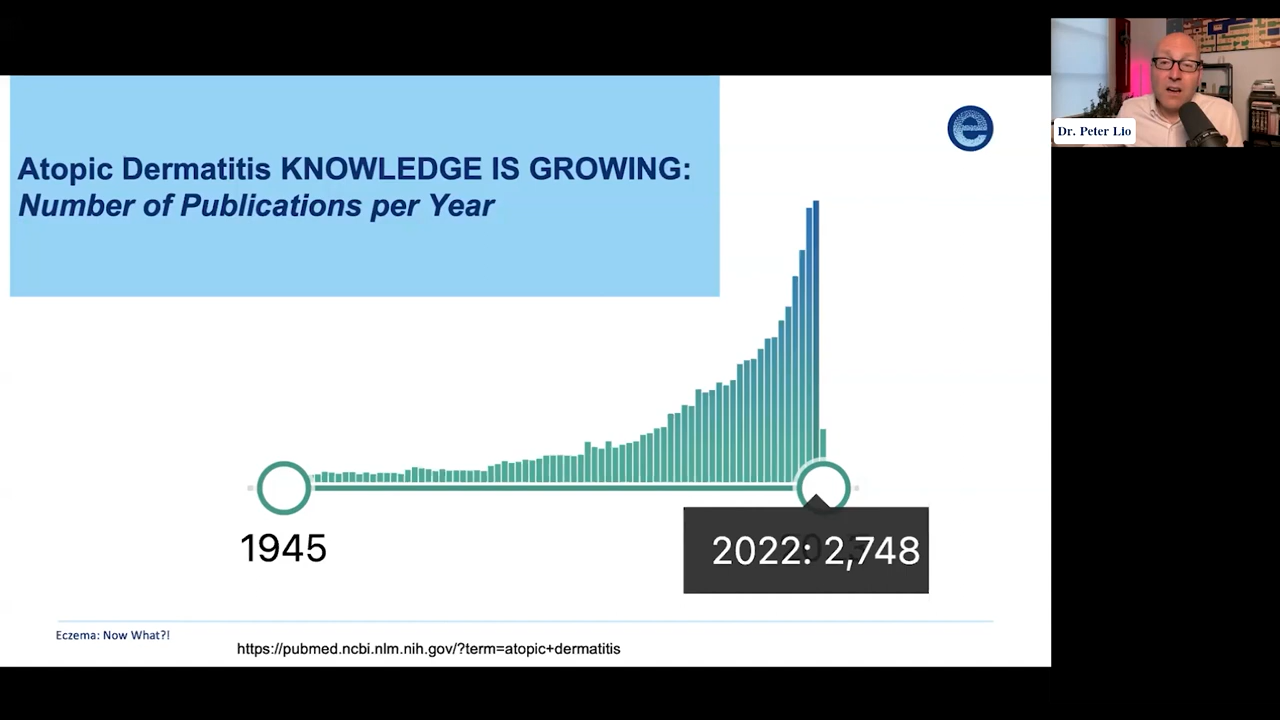 Atopic Dermatitis KNOWLEDGE IS GROWING:
Number of Publications per Year
Dr. Peter Lio
1945
2022: 2,748
Eczema: Now What?!
https://pubmed.ncbi.nlm.nih.gov/?term=atopic+dermatitis